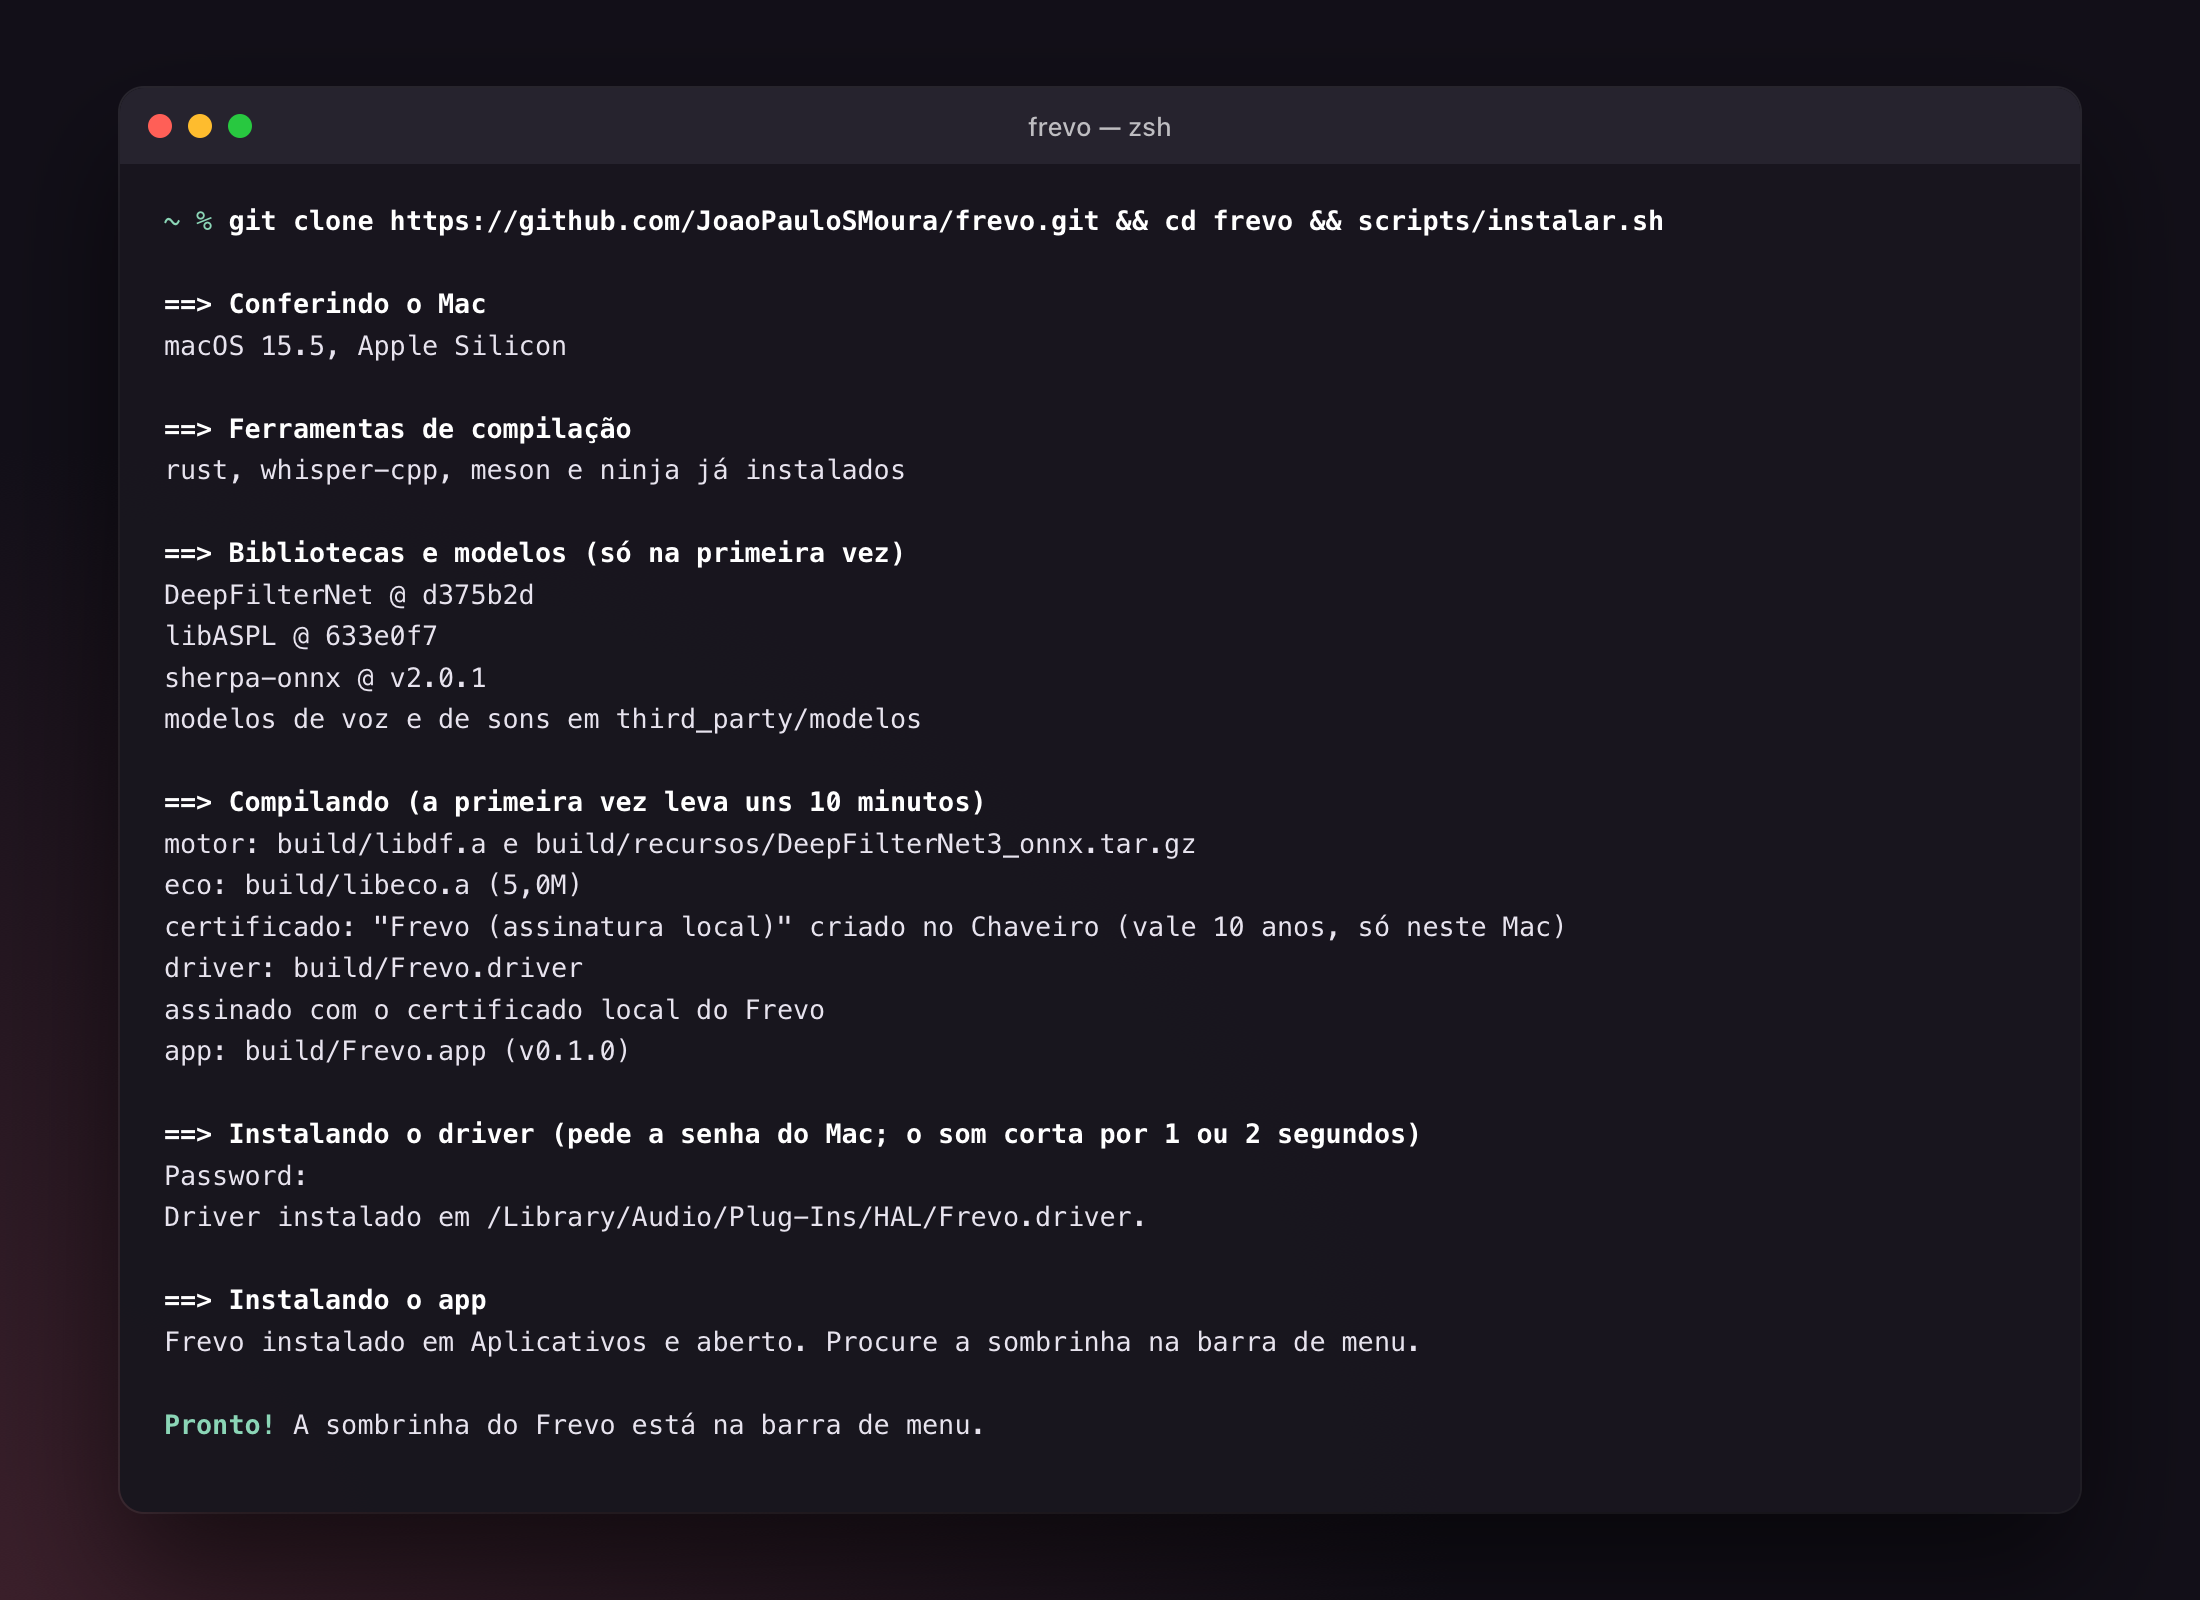 frevo — zsh
~ % git clone https://github.com/JoaoPauloSMoura/frevo.git && cd frevo && scripts/instalar.sh
==> Conferindo o Mac
macOS 15.5, Apple Silicon
==> Ferramentas de compilação
rust, whisper-cpp, meson e ninja já instalados
==> Bibliotecas e modelos (só na primeira vez)
DeepFilterNet @ d375b2d
libASPL @ 633e0f7
sherpa-onnx @ v2.0.1
modelos de voz e de sons em third_party/modelos
==> Compilando (a primeira vez leva uns 10 minutos)
motor: build/libdf.a e build/recursos/DeepFilterNet3_onnx.tar.gz
eco: build/libeco.a (5,0M)
certificado: "Frevo (assinatura local)" criado no Chaveiro (vale 10 anos, só neste Mac)
driver: build/Frevo.driver
assinado com o certificado local do Frevo
app: build/Frevo.app (v0.1.0)
==> Instalando o driver (pede a senha do Mac; o som corta por 1 ou 2 segundos)
Password:
Driver instalado em /Library/Audio/Plug-Ins/HAL/Frevo.driver.
==> Instalando o app
Frevo instalado em Aplicativos e aberto. Procure a sombrinha na barra de menu.
Pronto! A sombrinha do Frevo está na barra de menu.